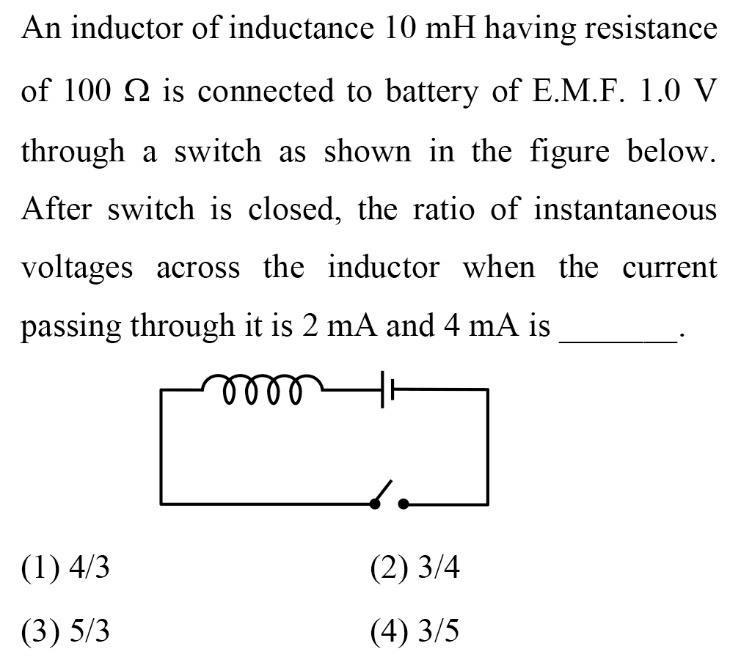 An inductor of inductance 10 mH having resistance
of 100 Ω is connected to battery of E.M.F. 1.0 V
through a switch as shown in the figure below.
After switch is closed, the ratio of instantaneous
voltages across the inductor when the current
passing through it is 2 mA and 4 mA is _______.
(1) 4/3 (2) 3/4
(3) 5/3 (4) 3/5